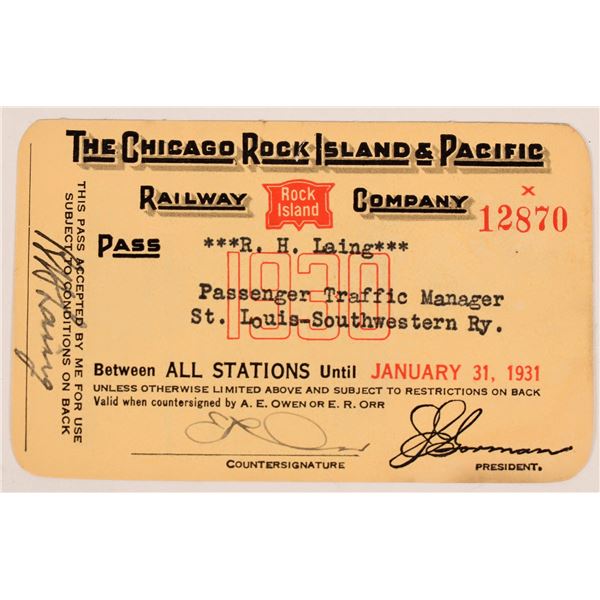 THE CHICAGO ROCK ISLAND & PACIFIC
RAILWAY Rock Island COMPANY
x
12870
PASS ***R. H. Laing***
1930
Passenger Traffic Manager
St. Louis-Southwestern Ry.
Between ALL STATIONS Until JANUARY 31, 1931
UNLESS OTHERWISE LIMITED ABOVE AND SUBJECT TO RESTRICTIONS ON BACK
Valid when countersigned by A. E. OWEN OR E. R. ORR
COUNTERSIGNATURE
J E Gorman
PRESIDENT.
THIS PASS ACCEPTED BY ME FOR USE
SUBJECT TO CONDITIONS ON BACK
R H Laing